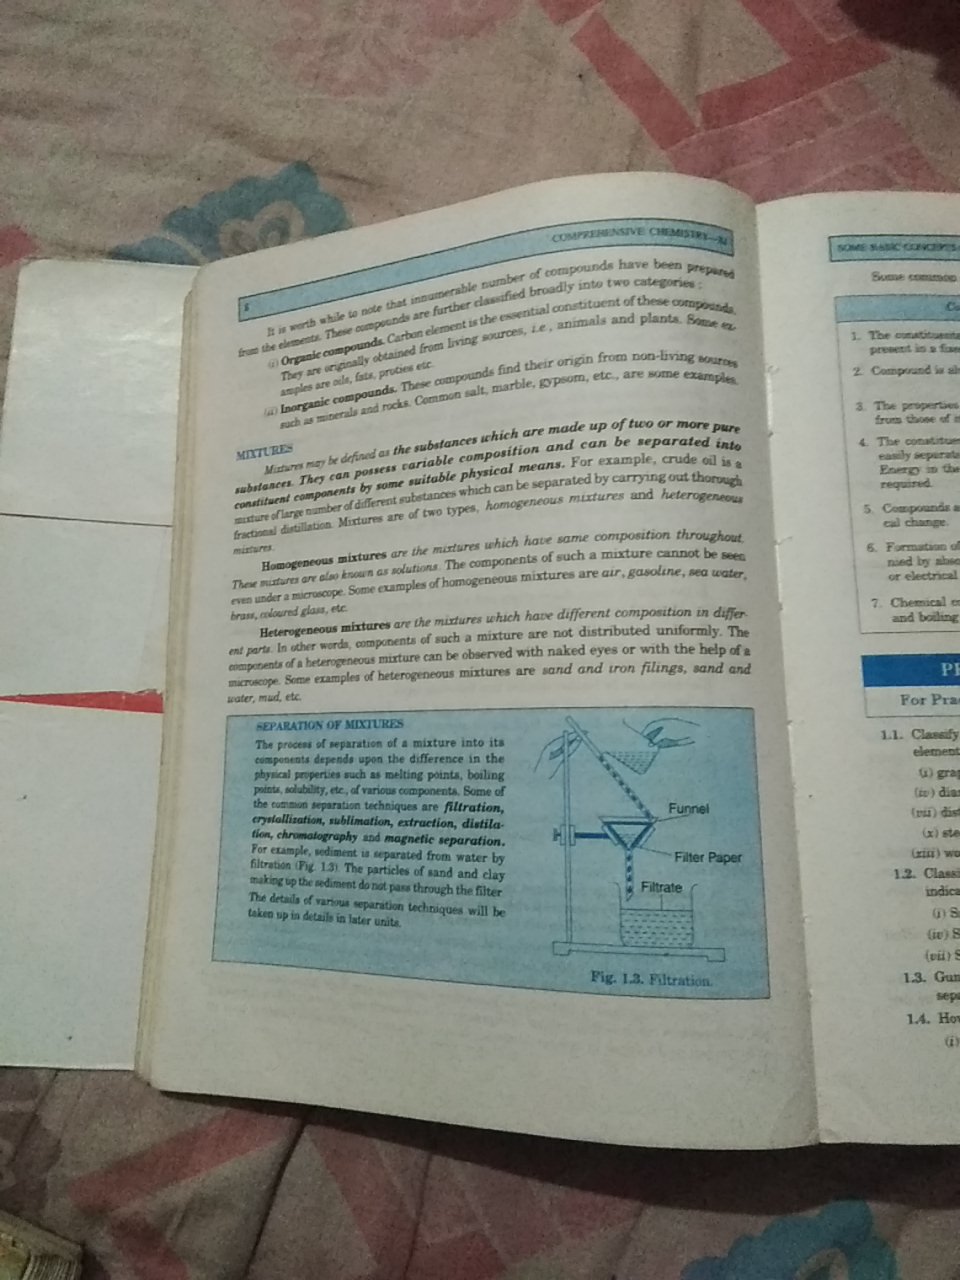 COMPREHENSIVE CHEMISTRY—XI
8
It is worth while to note that innumerable number of compounds have been prepared
from the elements. These compounds are further classified broadly into two categories :
(i) Organic compounds. Carbon element is the essential constituent of these compounds.
They are originally obtained from living sources, i.e., animals and plants. Some ex-
amples are oils, fats, proties etc.
(ii) Inorganic compounds. These compounds find their origin from non-living sources
such as minerals and rocks. Common salt, marble, gypsom, etc., are some examples.
MIXTURES
Mixtures may be defined as the substances which are made up of two or more pure
substances. They can possess variable composition and can be separated into
constituent components by some suitable physical means. For example, crude oil is a
mixture of large number of different substances which can be separated by carrying out thorough
fractional distillation. Mixtures are of two types, homogeneous mixtures and heterogeneous
mixtures.
Homogeneous mixtures are the mixtures which have same composition throughout.
These mixtures are also known as solutions. The components of such a mixture cannot be seen
even under a microscope. Some examples of homogeneous mixtures are air, gasoline, sea water,
brass, coloured glass, etc.
Heterogeneous mixtures are the mixtures which have different composition in differ-
ent parts. In other words, components of such a mixture are not distributed uniformly. The
components of a heterogeneous mixture can be observed with naked eyes or with the help of a
microscope. Some examples of heterogeneous mixtures are sand and iron filings, sand and
water, mud, etc.
SEPARATION OF MIXTURES
The process of separation of a mixture into its
components depends upon the difference in the
physical properties such as melting points, boiling
points, solubility, etc., of various components. Some of
the common separation techniques are filtration,
crystallization, sublimation, extraction, distila-
tion, chromatography and magnetic separation.
For example, sediment is separated from water by
filtration (Fig. 1.3). The particles of sand and clay
making up the sediment do not pass through the filter
The details of various separation techniques will be
taken up in details in later units.
Funnel
Filter Paper
Filtrate
Fig. 1.3. Filtration.
SOME BASIC CONCEPTS
Some common
Co
1. The constituents
present in a fixed
2. Compound is
3. The properties
from those of
4. The
easily
Energy in the
required.
5. Compounds
cal change.
6. Formation of
nied by
or electrical
7. Chemical
and boiling
For Pra
1.1. Classify
element
(i)
(iv)
(vii) dist
(x) ste
(xiii)
1.2. Classi
indica
(i) S
(iv) S
(vii) S
1.3. Gun
sepa
1.4. How
(i)